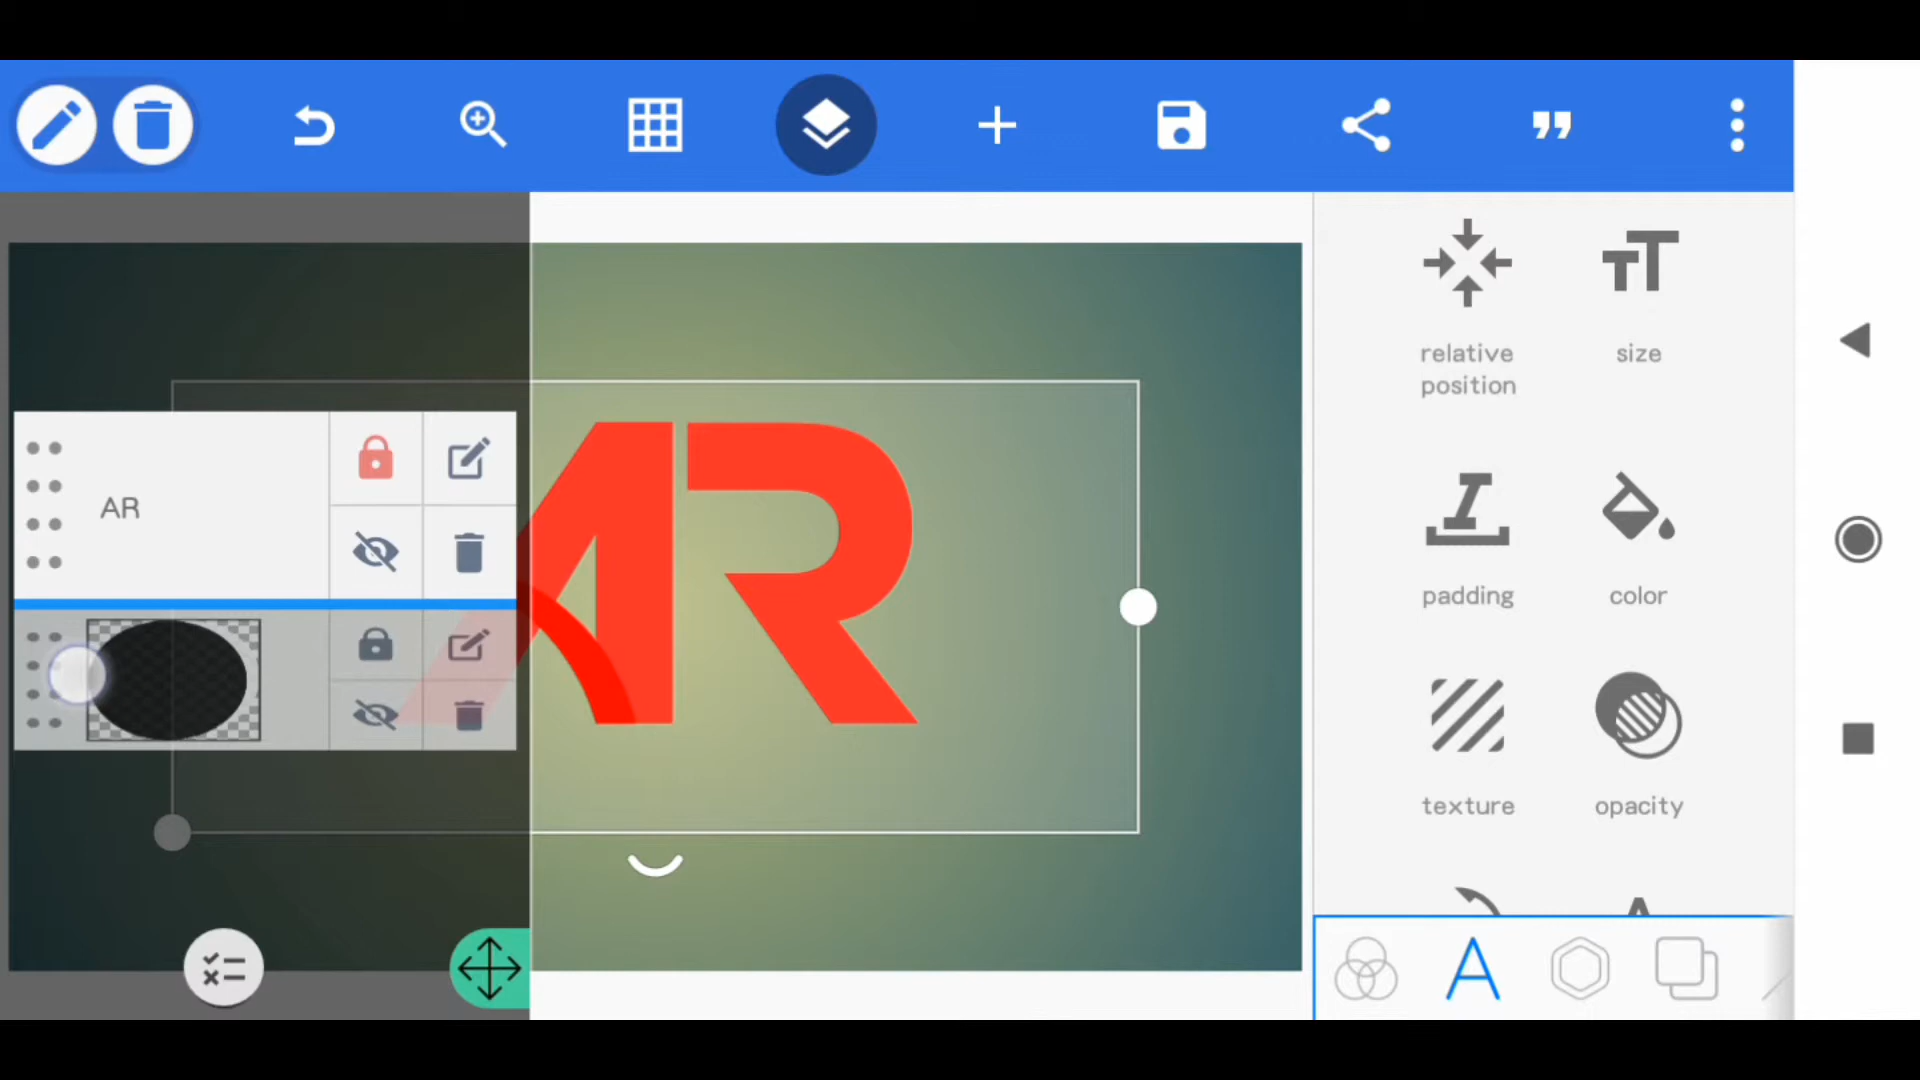 AR
AR
relative
position
size
padding
color
texture
opacity